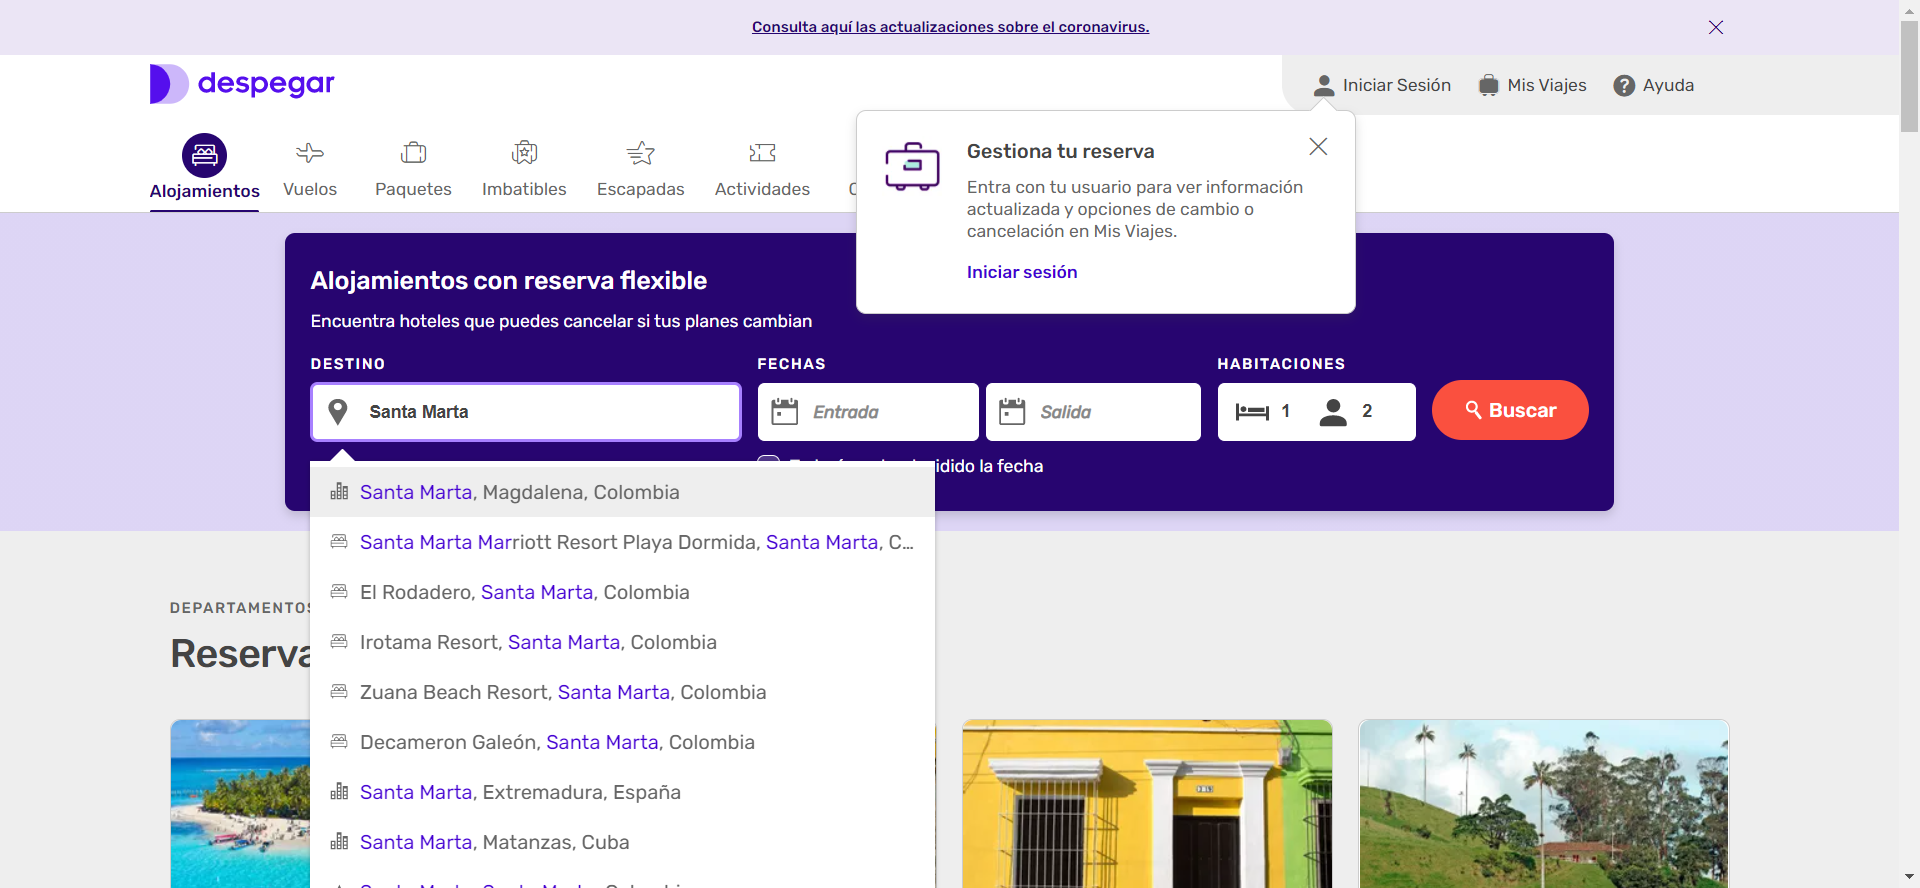 Consulta aquí las actualizaciones sobre el coronavirus.
despegar
Iniciar Sesión
Mis Viajes
Ayuda
Alojamientos
Vuelos
Paquetes
Imbatibles
Escapadas
Actividades
Gestiona tu reserva
Entra con tu usuario para ver información
actualizada y opciones de cambio o
cancelación en Mis Viajes.
Iniciar sesión
Alojamientos con reserva flexible
Encuentra hoteles que puedes cancelar si tus planes cambian
DESTINO
FECHAS
HABITACIONES
Santa Marta
Entrada
Salida
1
2
Buscar
la fecha
Santa Marta, Magdalena, Colombia
Santa Marta Marriott Resort Playa Dormida, Santa Marta, C...
El Rodadero, Santa Marta, Colombia
Irotama Resort, Santa Marta, Colombia
Zuana Beach Resort, Santa Marta, Colombia
Decameron Galeón, Santa Marta, Colombia
Santa Marta, Extremadura, España
Santa Marta, Matanzas, Cuba
DEPARTAMENTOS
Reserva